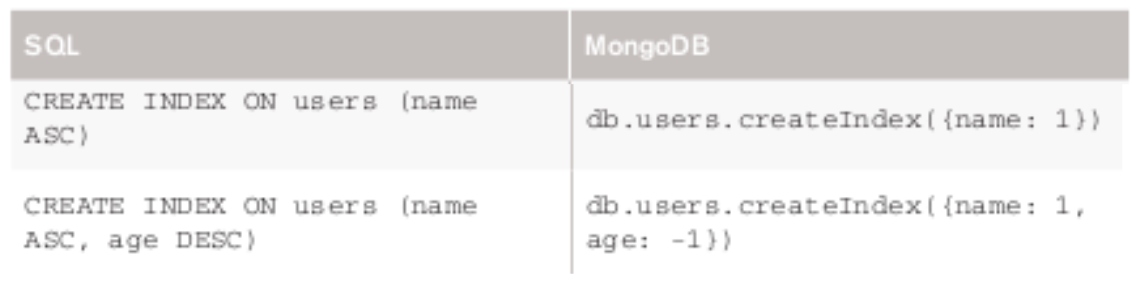 SQL
MongoDB
CREATE INDEX ON users (name
ASC)
db.users.createIndex({name: 1})
CREATE INDEX ON users (name
ASC, age DESC)
db.users.createIndex({name: 1,
age: -1})